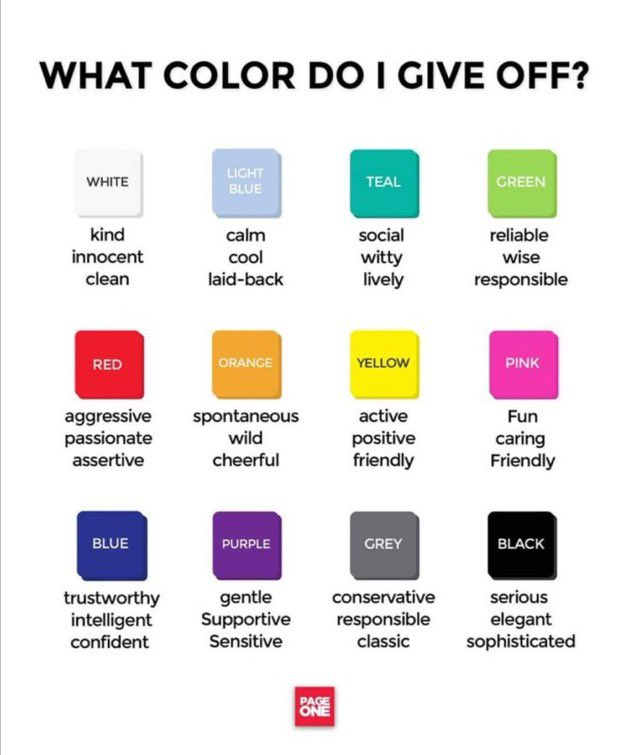 WHAT COLOR DO I GIVE OFF?
WHITE
kind
innocent
clean
LIGHT
BLUE
calm
cool
laid-back
TEAL
social
witty
lively
GREEN
reliable
wise
responsible
RED
aggressive
passionate
assertive
ORANGE
spontaneous
wild
cheerful
YELLOW
active
positive
friendly
PINK
Fun
caring
Friendly
BLUE
trustworthy
intelligent
confident
PURPLE
gentle
Supportive
Sensitive
GREY
conservative
responsible
classic
BLACK
serious
elegant
sophisticated
PAGE
ONE